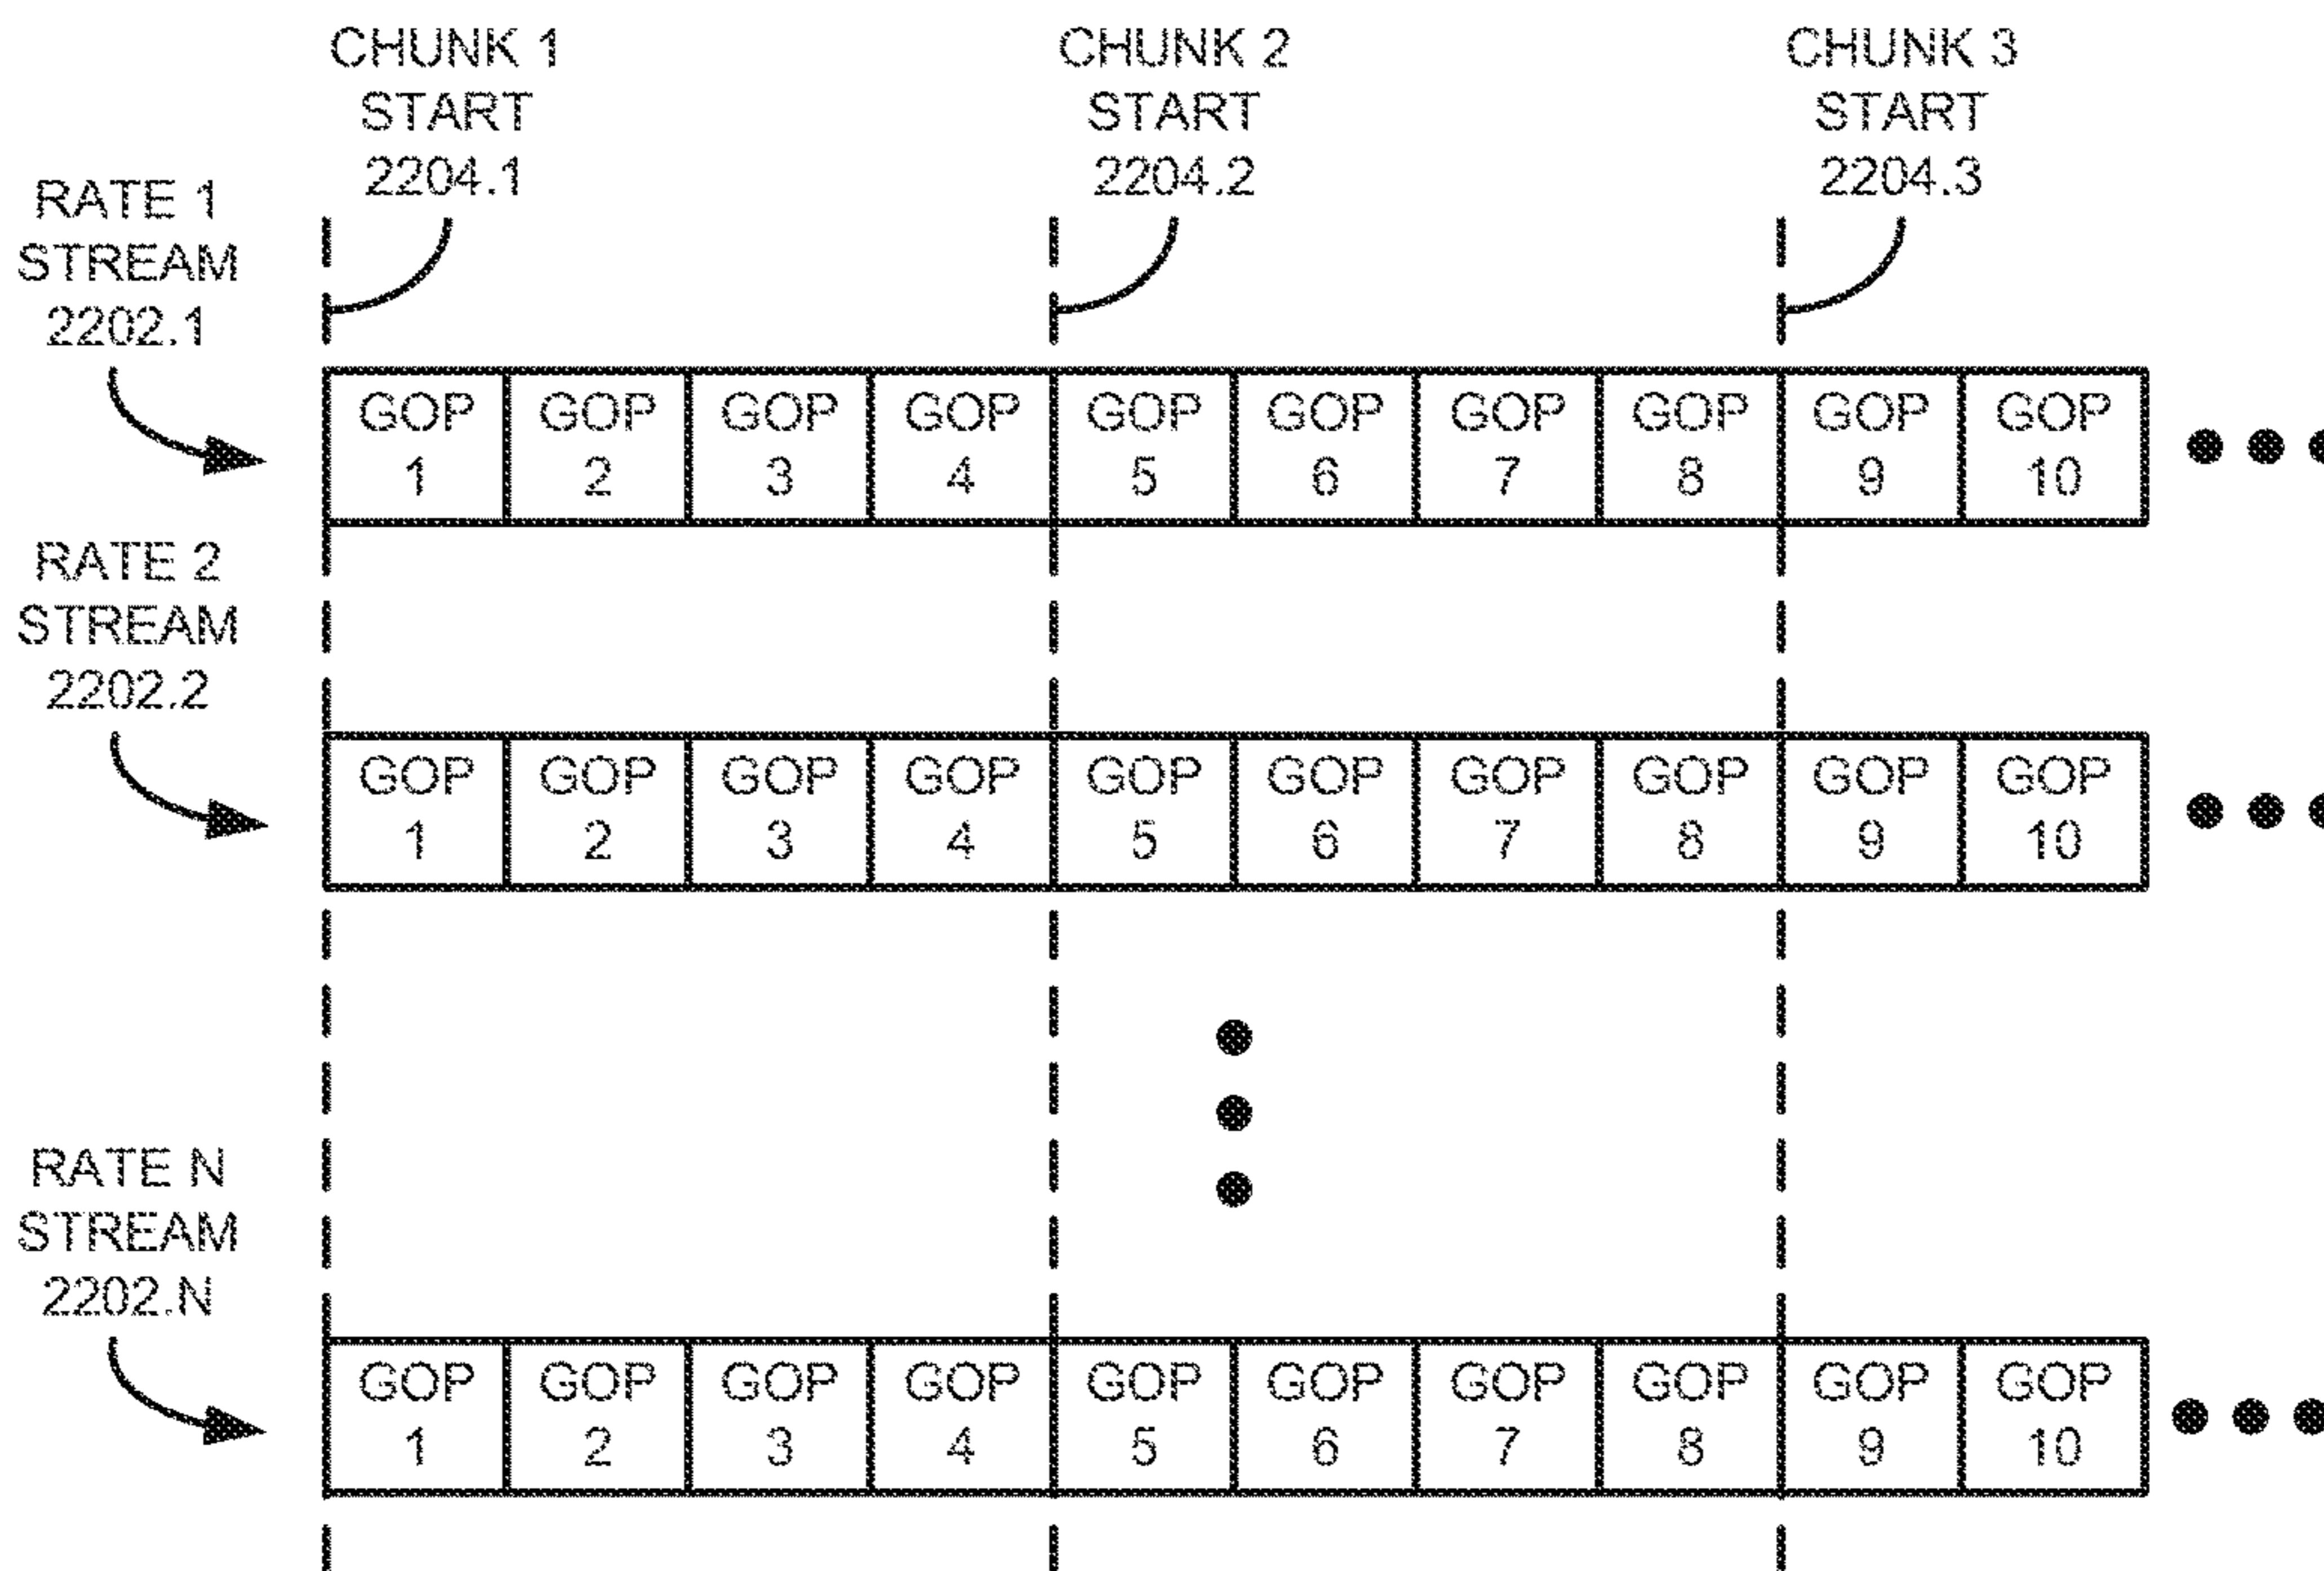 CHUNK 1
START
2204.1
CHUNK 2
START
2204.2
CHUNK 3
START
2204.3
RATE 1
STREAM
2202.1
GOP GOP GOP GOP GOP GOP GOP GOP GOP GOP
1 2 3 4 5 6 7 8 9 10
RATE 2
STREAM
2202.2
GOP GOP GOP GOP GOP GOP GOP GOP GOP GOP
1 2 3 4 5 6 7 8 9 10
RATE N
STREAM
2202.N
GOP GOP GOP GOP GOP GOP GOP GOP GOP GOP
1 2 3 4 5 6 7 8 9 10